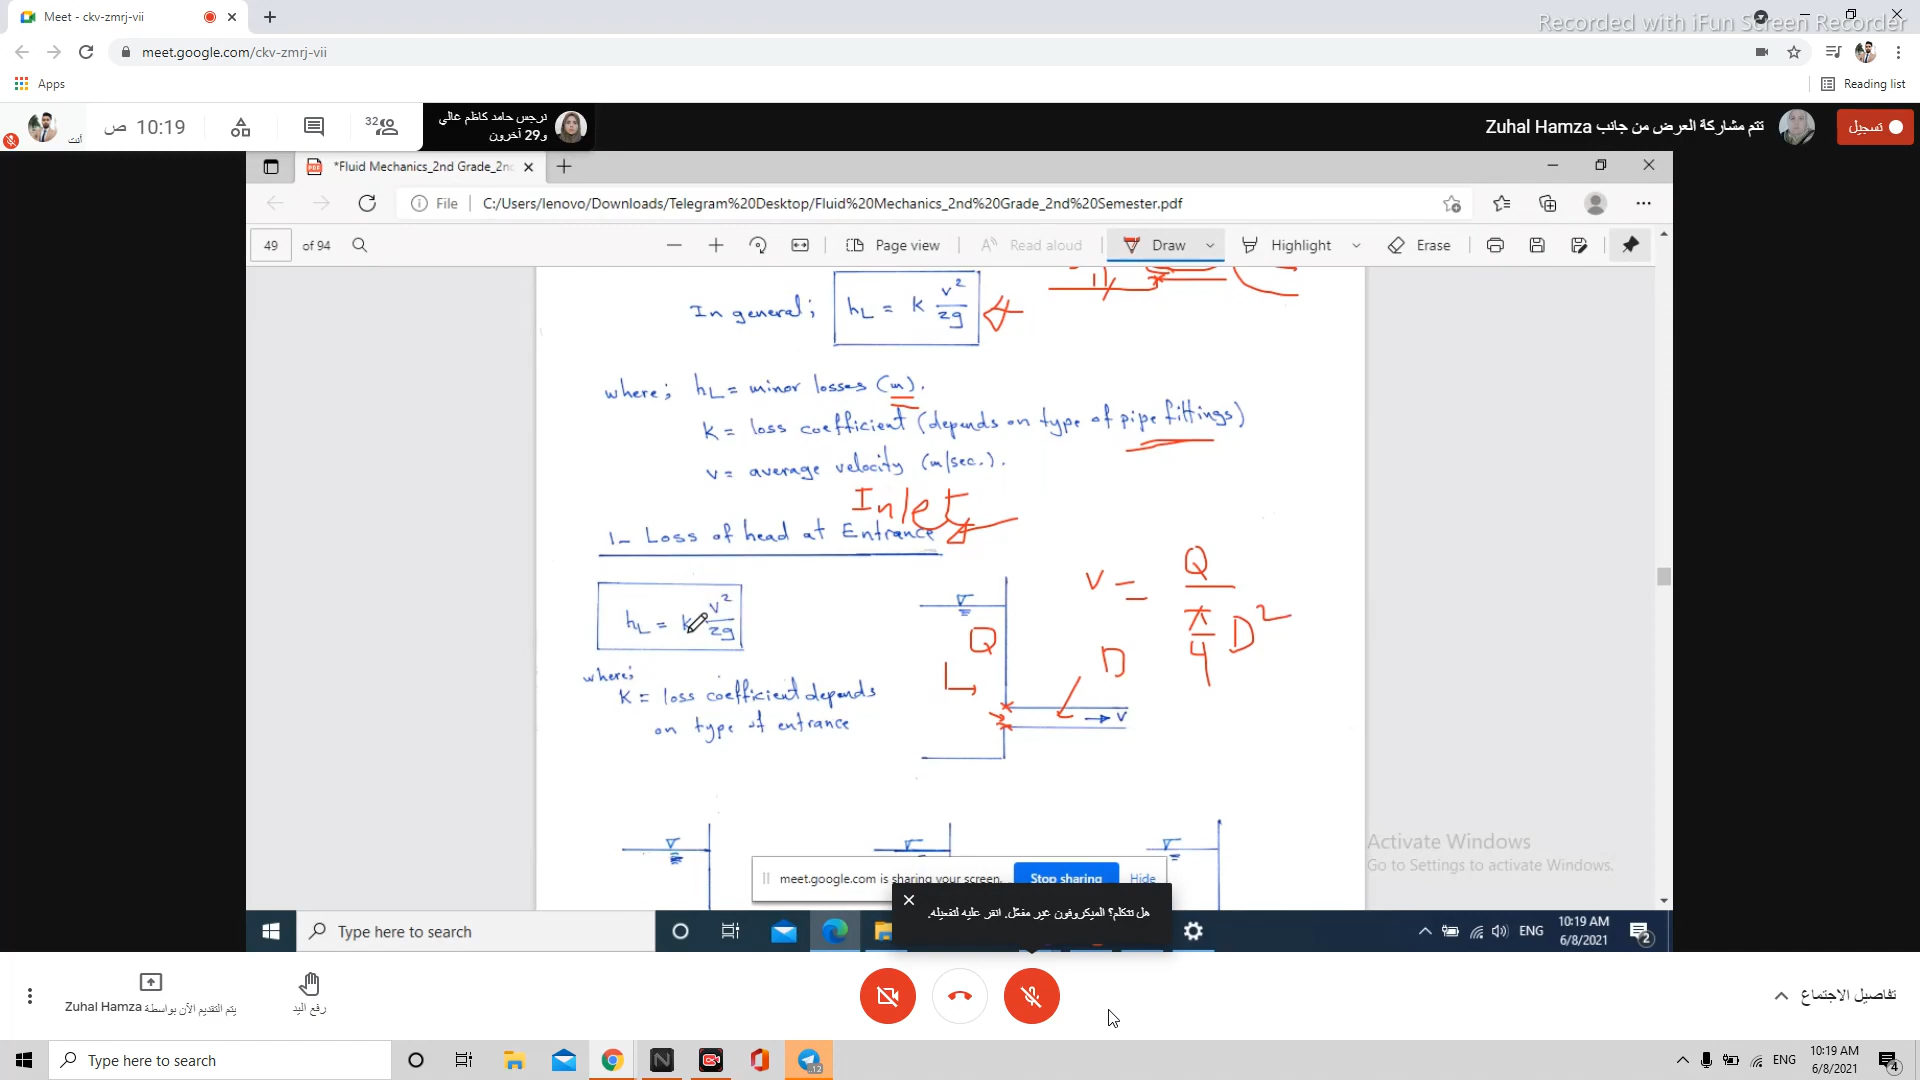 Meet - ckv-zmrj-vii
Recorded with iFun Screen Recorder
meet.google.com/ckv-zmrj-vii
Apps
Reading list
أنت
10:19 ص
32
نرجس حامد كاظم غالي
و29 آخرون
تتم مشاركة العرض من جانب Zuhal Hamza
تسجيل
*Fluid Mechanics_2nd Grade_2n
File
C:/Users/lenovo/Downloads/Telegram%20Desktop/Fluid%20Mechanics_2nd%20Grade_2nd%20Semester.pdf
49 of 94
Page view
Read aloud
Draw
Highlight
Erase
In general; hL = K v²/2g
where; hL = minor losses (m).
K = loss coefficient (depends on type of pipe fittings)
v = average velocity (m/sec.).
Inlet
1- Loss of head at Entrance
hL = K v²/2g
v = Q / π/4 D²
Q
D
v
where;
K = loss coefficient depends
on type of entrance
Activate Windows
Go to Settings to activate Windows.
meet.google.com is sharing your screen.
Stop sharing
Hide
هل تتكلم؟ الميكروفون غير مفعّل. انقر عليه لتفعيله.
Type here to search
ENG
10:19 AM
6/8/2021
2
يتم التقديم الآن بواسطة Zuhal Hamza
رفع اليد
تفاصيل الاجتماع
Type here to search
12
ENG
10:19 AM
6/8/2021
4